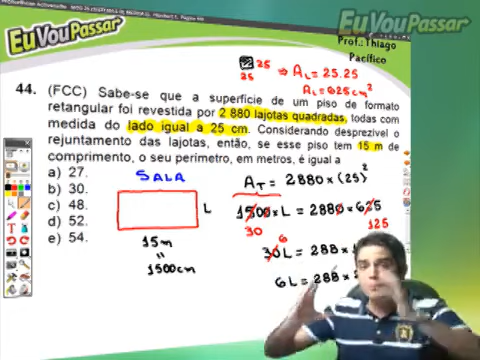 EuVouPassar
EuVouPassar
Prof.: Thiago
Pacífico
25
25
⇒ A_L = 25.25
A_L = 625cm²
44. (FCC) Sabe-se que a superfície de um piso de formato
retangular foi revestida por 2 880 lajotas quadradas, todas com
medida do lado igual a 25 cm. Considerando desprezível o
rejuntamento das lajotas, então, se esse piso tem 15 m de
comprimento, o seu perímetro, em metros, é igual a
a) 27.
b) 30.
c) 48.
d) 52.
e) 54.
SALA
L
15m
=
1500cm
A_T = 2880 × (25)²
1500 × L = 2880 × 625
30
125
6
30L = 288 ×
6L = 288 ×